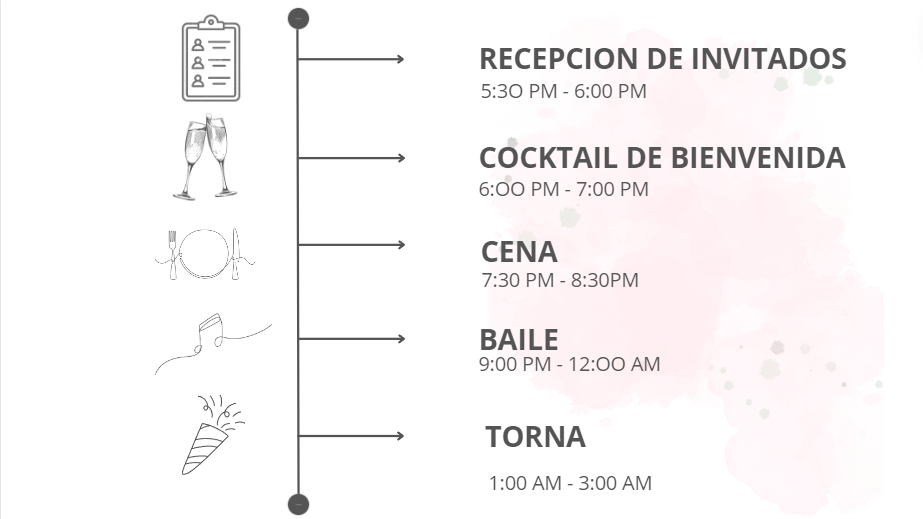 RECEPCION DE INVITADOS
5:3O PM - 6:00 PM
COCKTAIL DE BIENVENIDA
6:OO PM - 7:00 PM
CENA
7:30 PM - 8:30PM
BAILE
9:00 PM - 12:OO AM
TORNA
1:00 AM - 3:00 AM